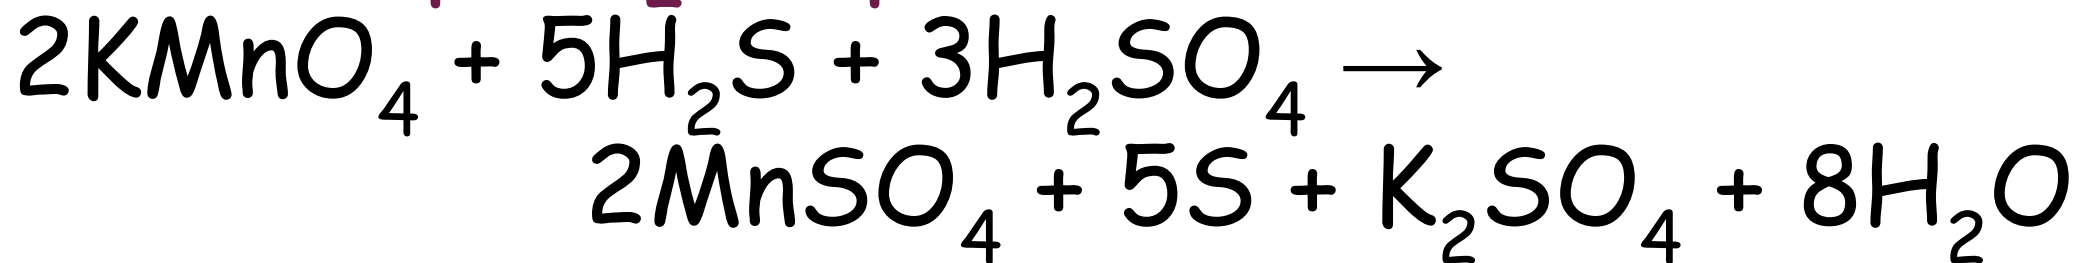 2KMnO₄ + 5H₂S + 3H₂SO₄ →
2MnSO₄ + 5S + K₂SO₄ + 8H₂O